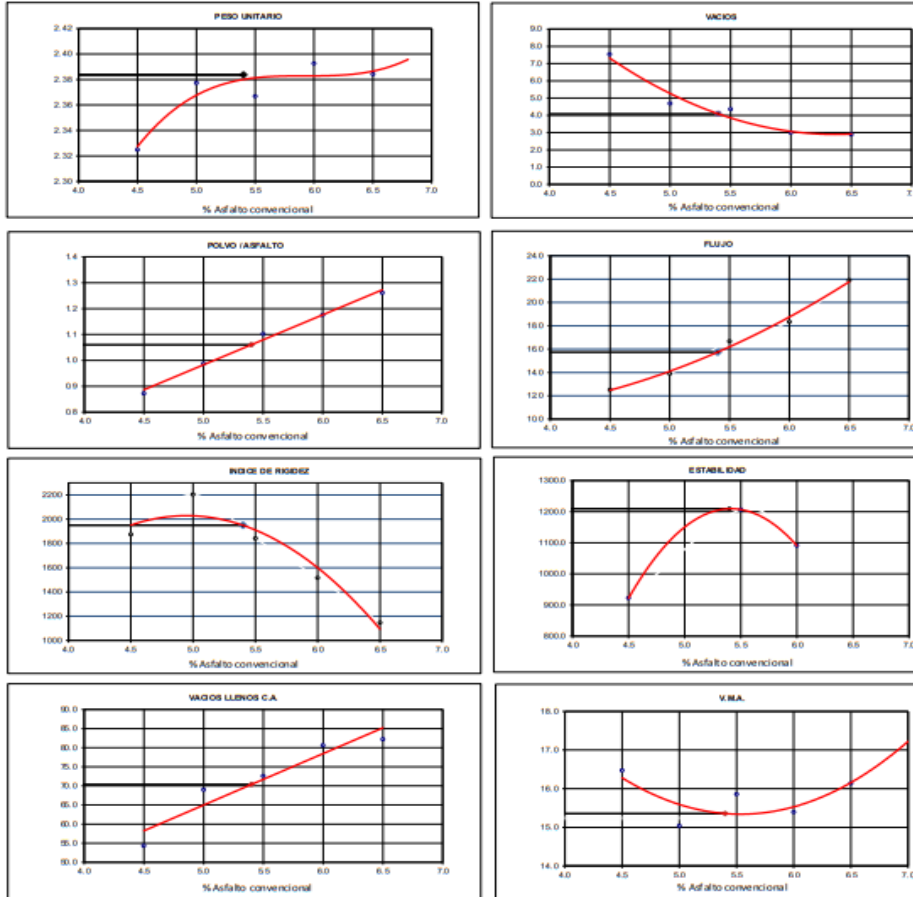 PESO UNITARIO
2.42
2.40
2.38
2.36
2.34
2.32
2.30
4.0 4.5 5.0 5.5 6.0 6.5 7.0
% Asfalto convencional
VACIOS
9.0
8.0
7.0
6.0
5.0
4.0
3.0
2.0
1.0
0.0
4.0 4.5 5.0 5.5 6.0 6.5 7.
% Asfalto convencional
POLVO /ASFALTO
1.4
1.3
1.2
1.1
1.0
0.9
0.8
4.0 4.5 5.0 5.5 6.0 6.5 7.0
% Asfalto convencional
FLUJO
24.0
22.0
20.0
18.0
16.0
14.0
12.0
10.0
4.0 4.5 5.0 5.5 6.0 6.5 7.0
% Asfalto convencional
INDICE DE RIGIDEZ
2200
2000
1800
1600
1400
1200
1000
4.0 4.5 5.0 5.5 6.0 6.5 7.0
% Asfalto convencional
ESTABILIDAD
1300.0
1200.0
1100.0
1000.0
900.0
800.0
4.0 4.5 5.0 5.5 6.0 6.5 7.0
% Asfalto convencional
VACIOS LLENOS C.A.
90.0
85.0
80.0
75.0
70.0
65.0
60.0
55.0
50.0
4.0 4.5 5.0 5.5 6.0 6.5 7.0
% Asfalto convencional
V.M.A.
18.0
17.0
16.0
15.0
14.0
4.0 4.5 5.0 5.5 6.0 6.5 7.0
% Asfalto convencional